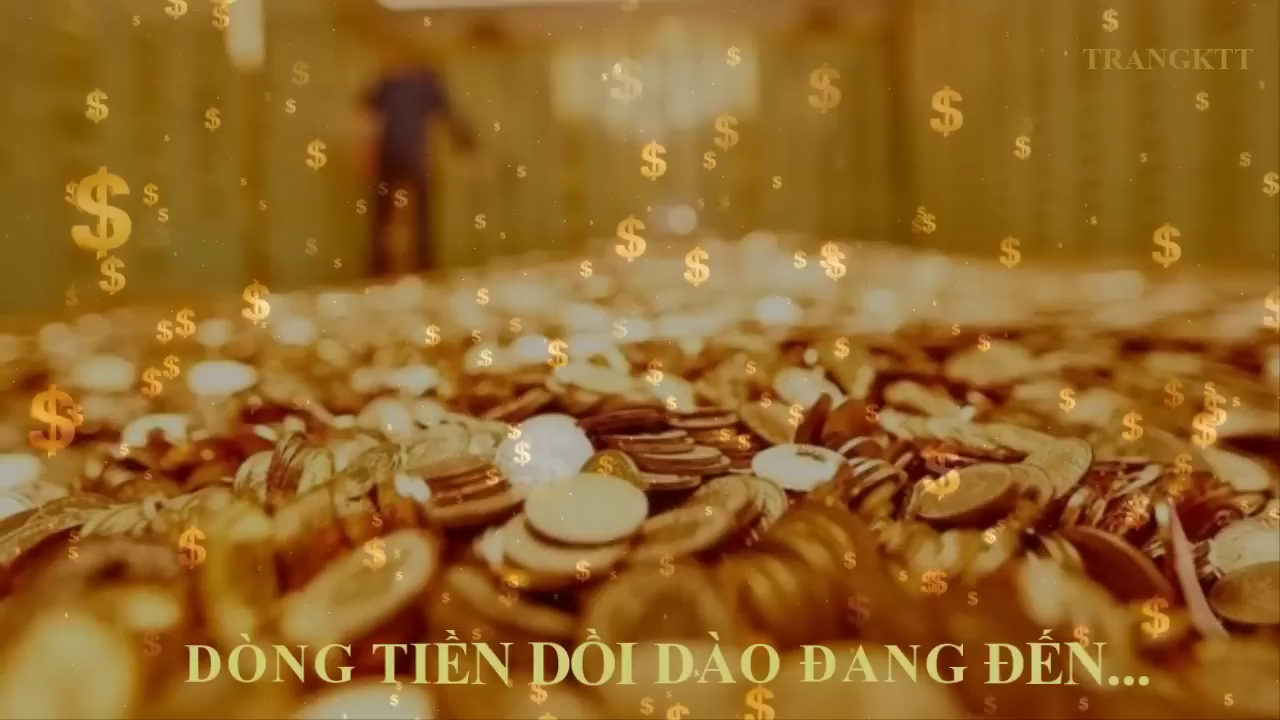 TRANGKTT
DÒNG TIỀN DỒI DÀO ĐANG ĐẾN...